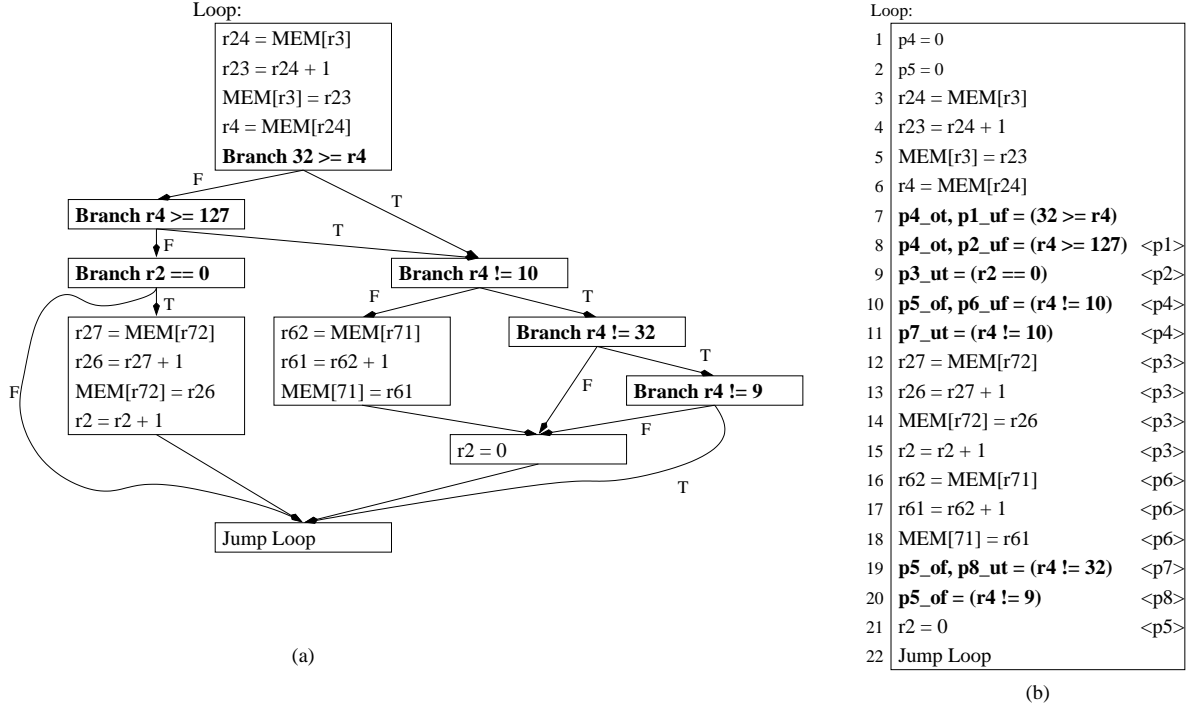 Loop:
r24 = MEM[r3]
r23 = r24 + 1
MEM[r3] = r23
r4 = MEM[r24]
Branch 32 >= r4
F
T
Branch r4 >= 127
T
F
Branch r2 == 0
Branch r4 != 10
T
F
T
r27 = MEM[r72]
r26 = r27 + 1
MEM[r72] = r26
r2 = r2 + 1
r62 = MEM[r71]
r61 = r62 + 1
MEM[71] = r61
Branch r4 != 32
T
F
F
Branch r4 != 9
F
T
r2 = 0
Jump Loop
(a)
Loop:
1 p4 = 0
2 p5 = 0
3 r24 = MEM[r3]
4 r23 = r24 + 1
5 MEM[r3] = r23
6 r4 = MEM[r24]
7 p4_ot, p1_uf = (32 >= r4)
8 p4_ot, p2_uf = (r4 >= 127) <p1>
9 p3_ut = (r2 == 0) <p2>
10 p5_of, p6_uf = (r4 != 10) <p4>
11 p7_ut = (r4 != 10) <p4>
12 r27 = MEM[r72] <p3>
13 r26 = r27 + 1 <p3>
14 MEM[r72] = r26 <p3>
15 r2 = r2 + 1 <p3>
16 r62 = MEM[r71] <p6>
17 r61 = r62 + 1 <p6>
18 MEM[71] = r61 <p6>
19 p5_of, p8_ut = (r4 != 32) <p7>
20 p5_of = (r4 != 9) <p8>
21 r2 = 0 <p5>
22 Jump Loop
(b)